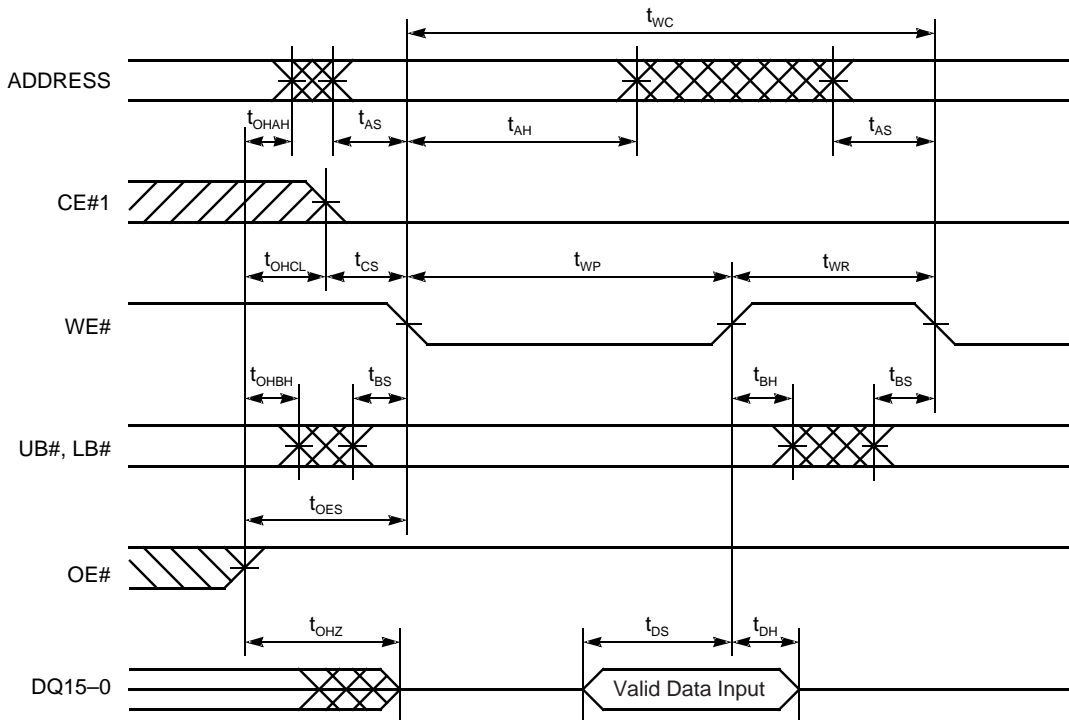 tWC
ADDRESS
tOHAH tAS tAH tAS
CE#1
tOHCL tCS tWP tWR
WE#
tOHBH tBS tBH tBS
UB#, LB#
tOES
OE#
tOHZ tDS tDH
DQ15–0 Valid Data Input